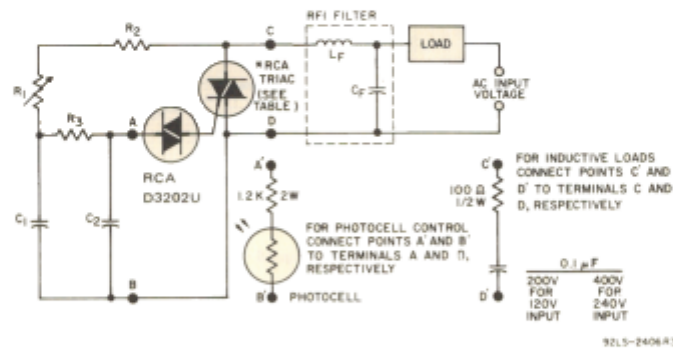 RFI FILTER
C
R2
LF
LOAD
*RCA
TRIAC
(SEE
TABLE)
CF
AC INPUT
VOLTAGE
R1
R3
A
D
RCA
D3202U
A'
1.2K
2W
C'
100 Ω
1/2 W
FOR INDUCTIVE LOADS
CONNECT POINTS C' AND
D' TO TERMINALS C AND
D, RESPECTIVELY
C1
C2
FOR PHOTOCELL CONTROL
CONNECT POINTS A' AND B'
TO TERMINALS A AND D,
RESPECTIVELY
0.1 μF
200V 400V
FOR FOR
120V 240V
INPUT INPUT
B
B' PHOTOCELL
D'
92LS-2406R3